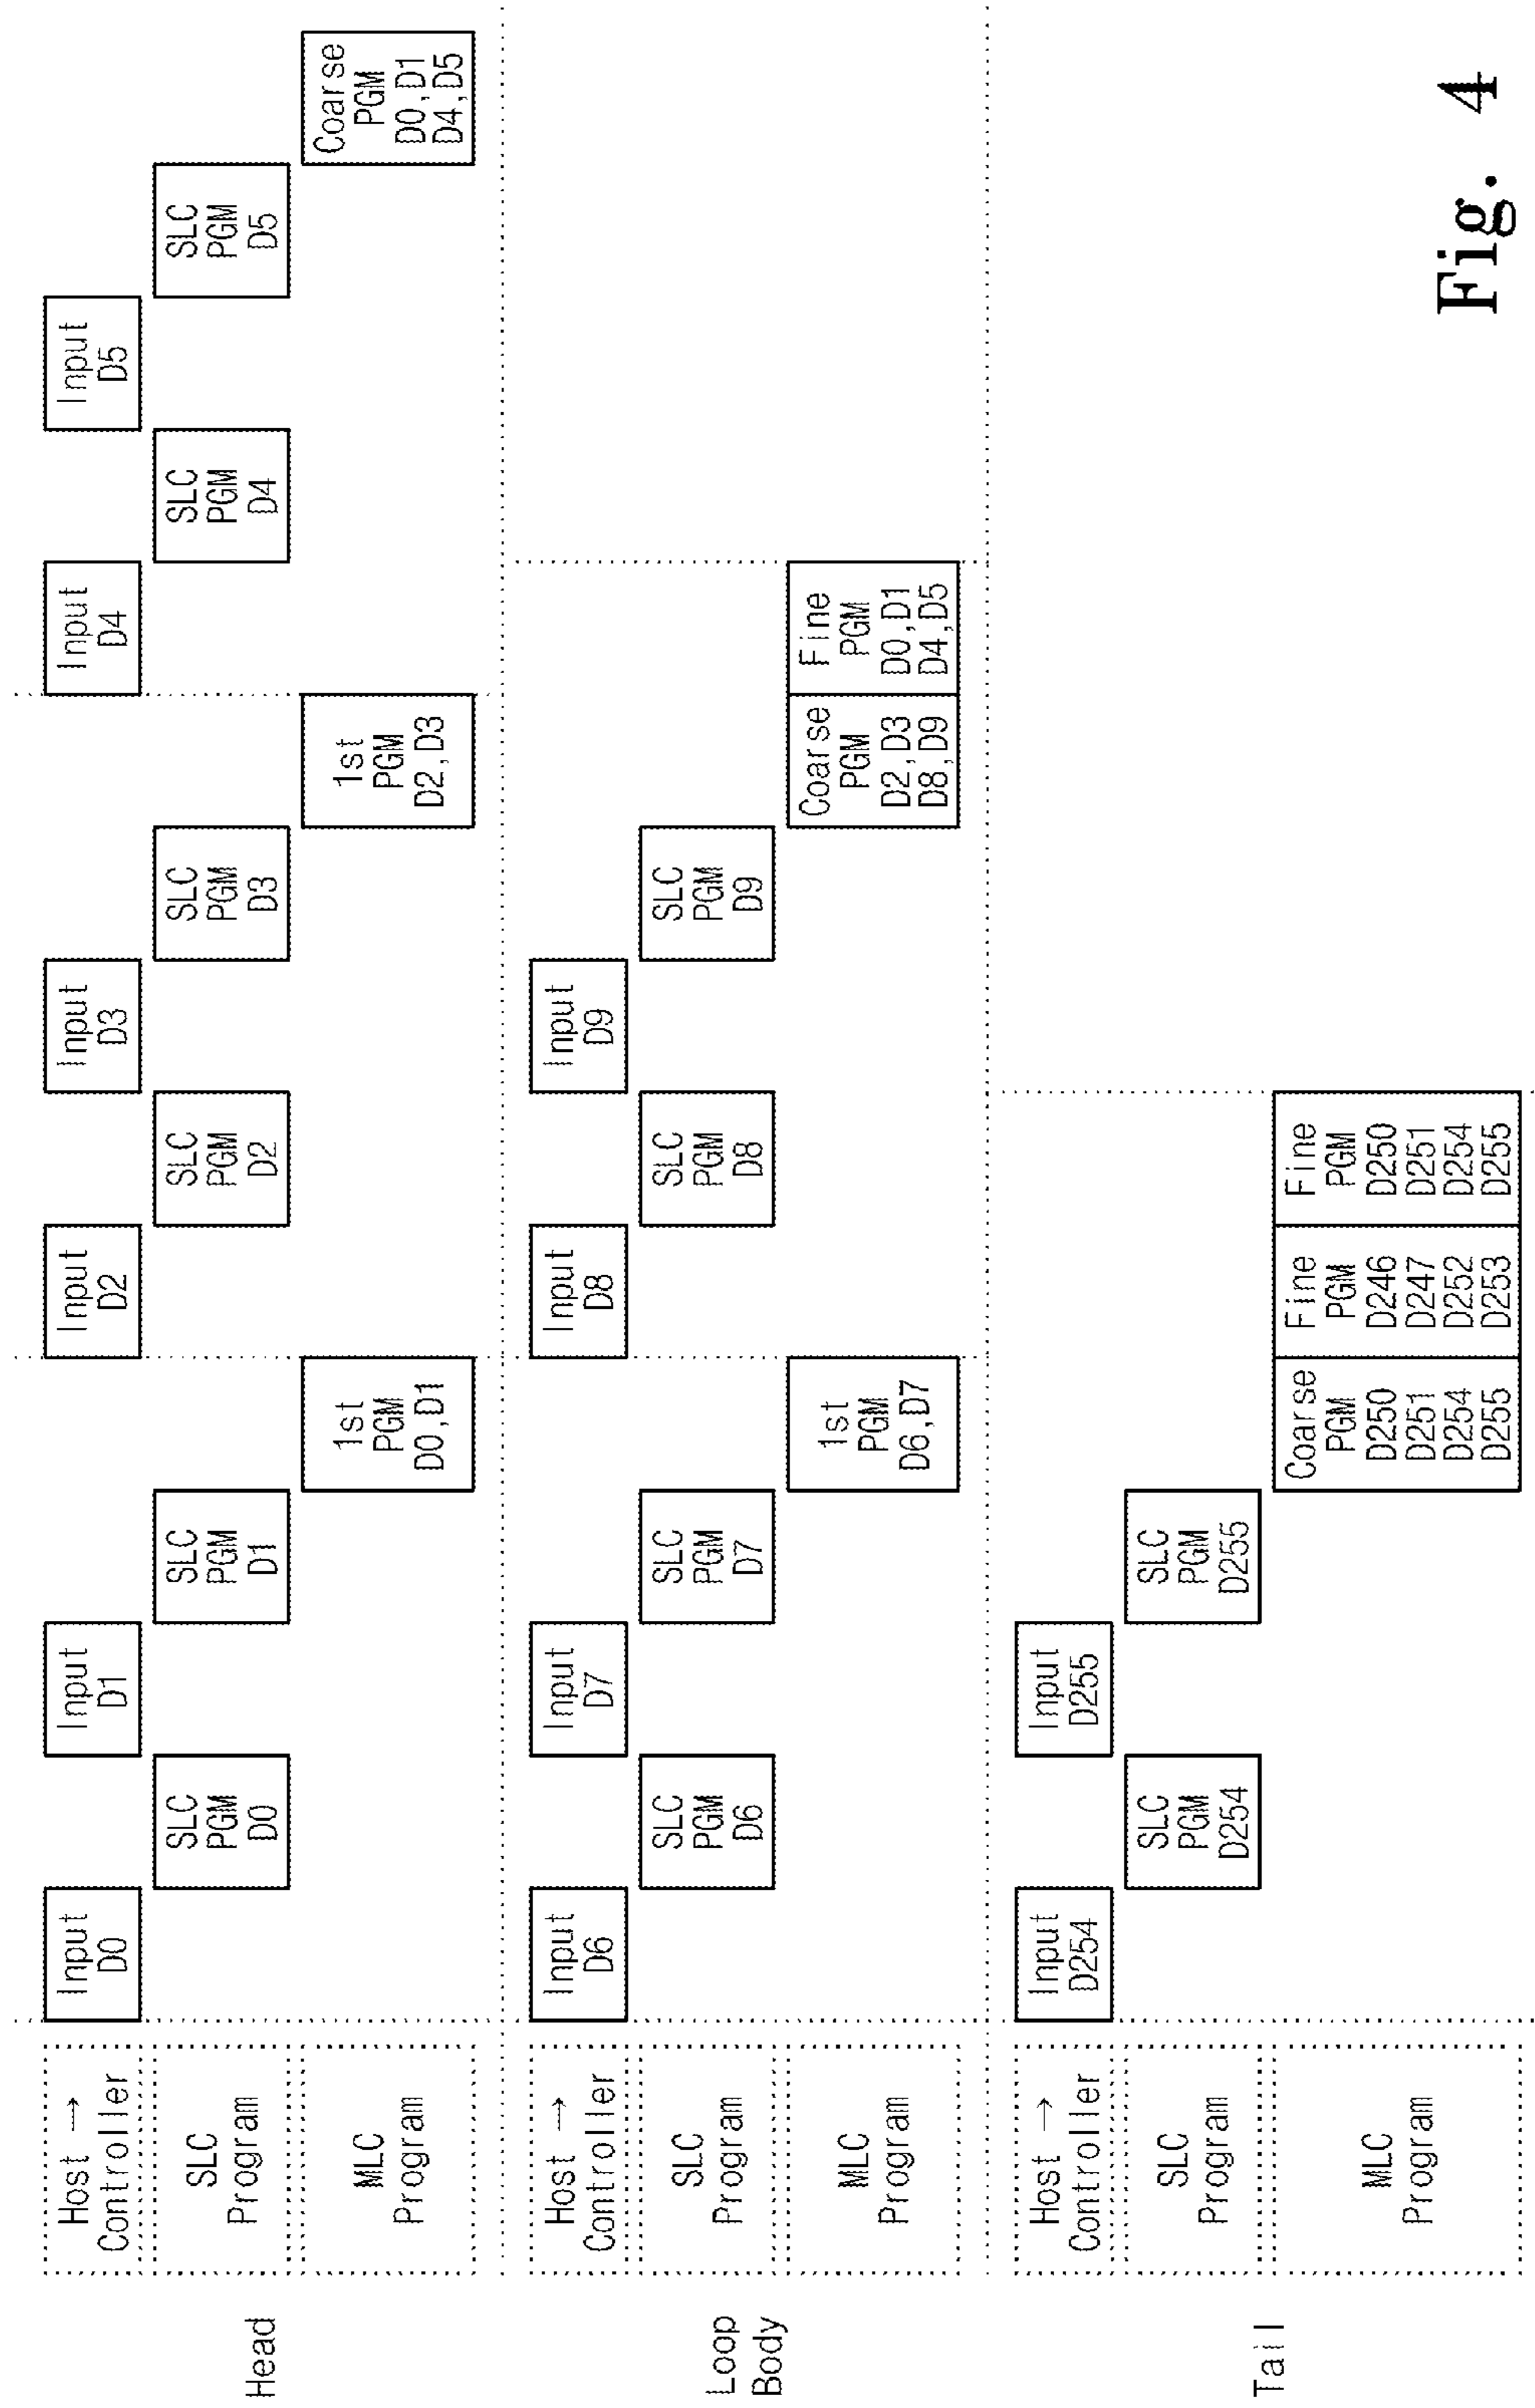 Head
Host →
Controller
Input
D0
Input
D1
Input
D2
Input
D3
Input
D4
Input
D5
SLC
Program
SLC
PGM
D0
SLC
PGM
D1
SLC
PGM
D2
SLC
PGM
D3
SLC
PGM
D4
SLC
PGM
D5
MLC
Program
1st
PGM
D0,D1
1st
PGM
D2,D3
Coarse
PGM
D0,D1
D4,D5
Loop
Body
Host →
Controller
Input
D6
Input
D7
Input
D8
Input
D9
SLC
Program
SLC
PGM
D6
SLC
PGM
D7
SLC
PGM
D8
SLC
PGM
D9
MLC
Program
1st
PGM
D6,D7
Coarse
PGM
D2,D3
D8,D9
Fine
PGM
D0,D1
D4,D5
Tail
Host →
Controller
Input
D254
Input
D255
SLC
Program
SLC
PGM
D254
SLC
PGM
D255
MLC
Program
Coarse
PGM
D250
D251
D254
D255
Fine
PGM
D246
D247
D252
D253
Fine
PGM
D250
D251
D254
D255
Fig. 4